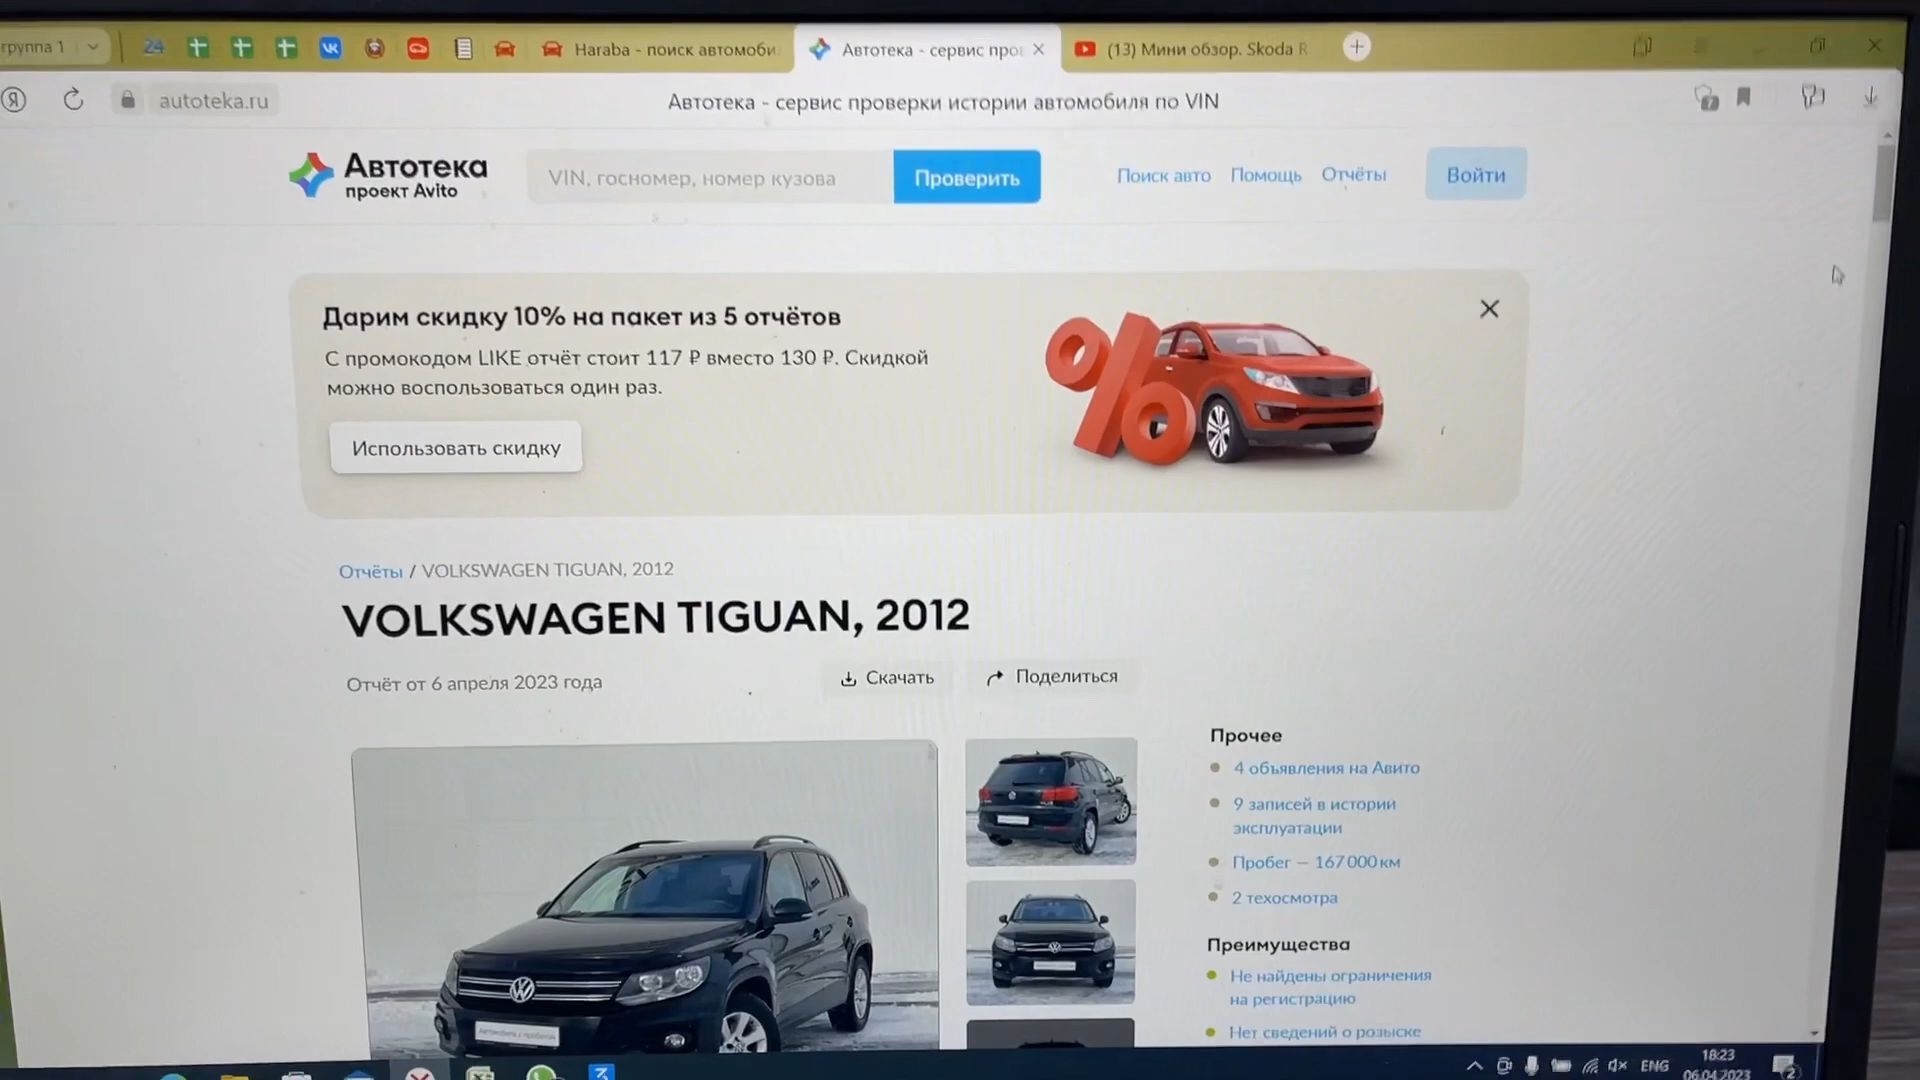 группа 1
24
Haraba - поиск автомоби
Автотека - сервис про
(13) Мини обзор. Skoda R
autoteka.ru
Автотека - сервис проверки истории автомобиля по VIN
Автотека
проект Avito
VIN, госномер, номер кузова
Проверить
Поиск авто
Помощь
Отчёты
Войти
Дарим скидку 10% на пакет из 5 отчётов
С промокодом LIKE отчёт стоит 117 ₽ вместо 130 ₽. Скидкой
можно воспользоваться один раз.
Использовать скидку
Отчёты / VOLKSWAGEN TIGUAN, 2012
VOLKSWAGEN TIGUAN, 2012
Отчёт от 6 апреля 2023 года
Скачать
Поделиться
Прочее
4 объявления на Авито
9 записей в истории
эксплуатации
Пробег — 167 000 км
2 техосмотра
Преимущества
Не найдены ограничения
на регистрацию
Нет сведений о розыске
ENG
18:23
06.04.2023
2